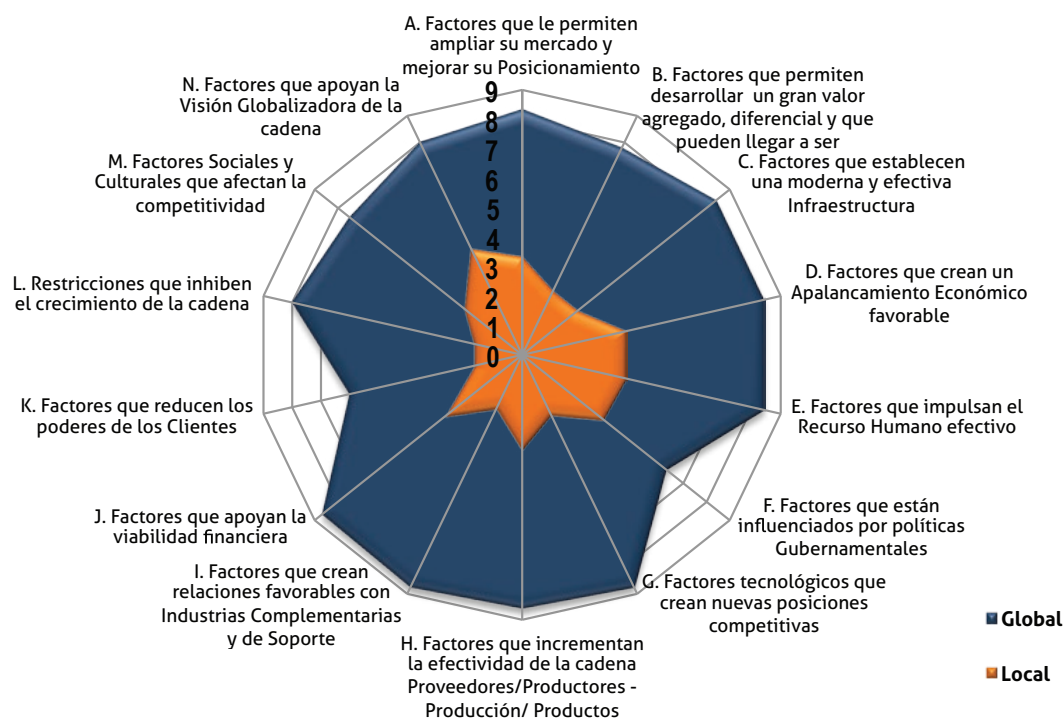 A. Factores que le permiten
ampliar su mercado y
mejorar su Posicionamiento
B. Factores que permiten
desarrollar un gran valor
agregado, diferencial y que
pueden llegar a ser
C. Factores que establecen
una moderna y efectiva
Infraestructura
D. Factores que crean un
Apalancamiento Económico
favorable
E. Factores que impulsan el
Recurso Humano efectivo
F. Factores que están
influenciados por políticas
Gubernamentales
G. Factores tecnológicos que
crean nuevas posiciones
competitivas
H. Factores que incrementan
la efectividad de la cadena
Proveedores/Productores -
Producción/ Productos
I. Factores que crean
relaciones favorables con
Industrias Complementarias
y de Soporte
J. Factores que apoyan la
viabilidad financiera
K. Factores que reducen los
poderes de los Clientes
L. Restricciones que inhiben
el crecimiento de la cadena
M. Factores Sociales y
Culturales que afectan la
competitividad
N. Factores que apoyan la
Visión Globalizadora de la
cadena
9
8
7
6
5
4
3
2
1
0
Global
Local